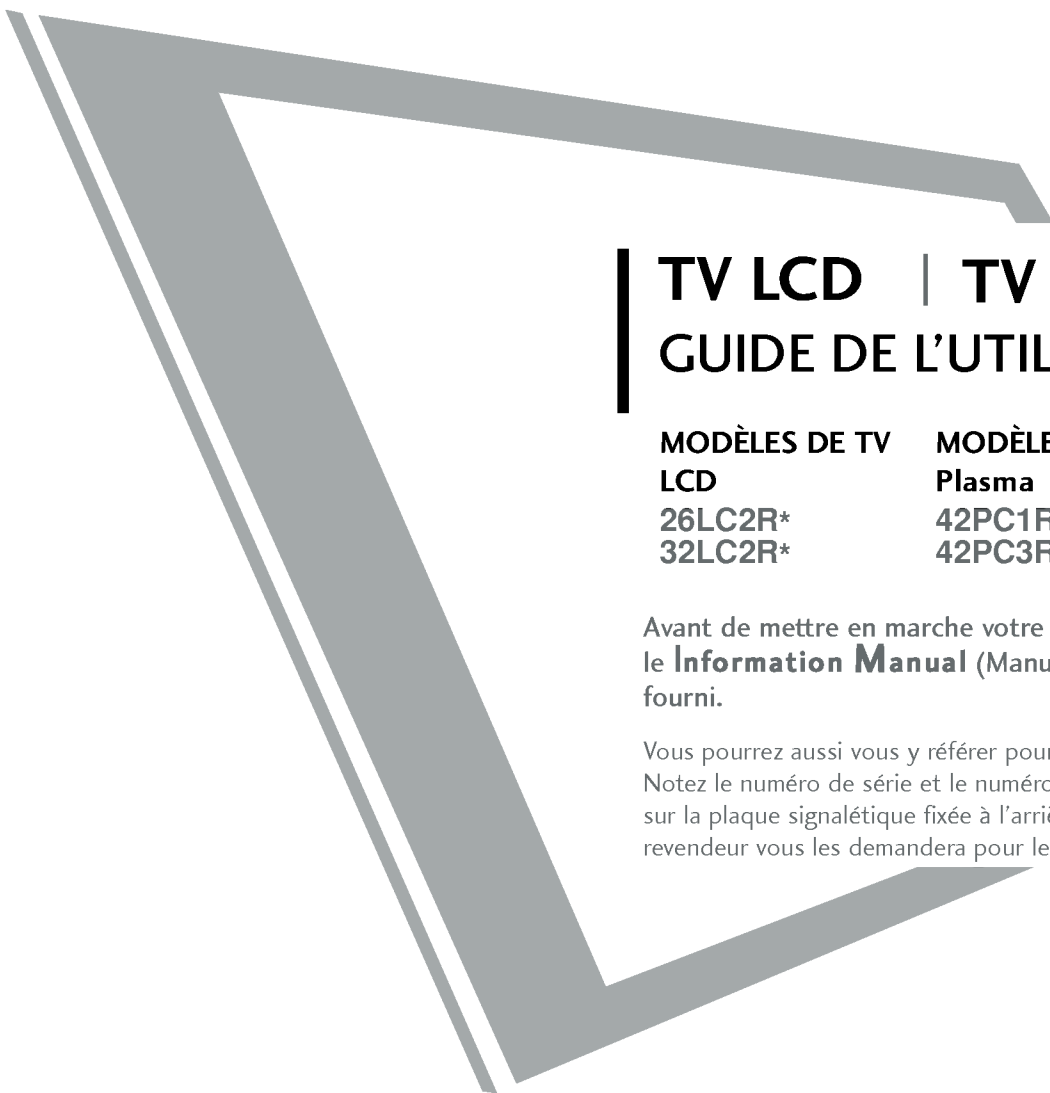 TV LCD | TV
GUIDE DE L'UTIL
MODÈLES DE TV MODÈLE
LCD Plasma
26LC2R* 42PC1R
32LC2R* 42PC3R
Avant de mettre en marche votre
le Information Manual (Manu
fourni.
Vous pourrez aussi vous y référer pour
Notez le numéro de série et le numéro
sur la plaque signalétique fixée à l'arriè
revendeur vous les demandera pour le